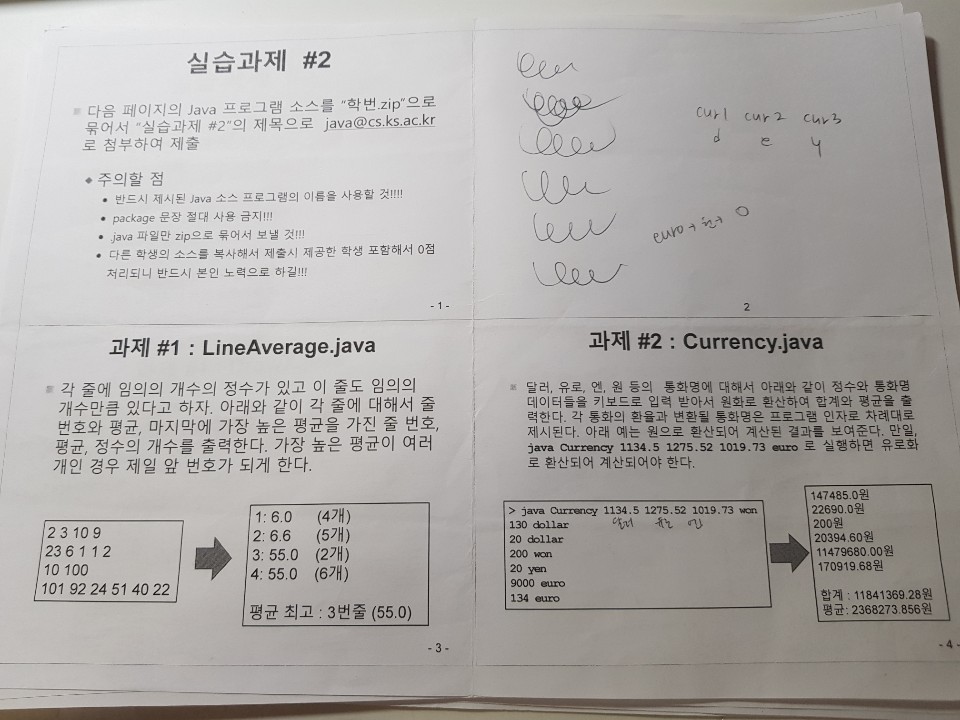 실습과제 #2
다음 페이지의 Java 프로그램 소스를 "학번.zip"으로
묶어서 "실습과제 #2"의 제목으로 java@cs.ks.ac.kr
로 첨부하여 제출
주의할 점
반드시 제시된 Java 소스 프로그램의 이름을 사용할 것!!!!
package 문장 절대 사용 금지!!!
.java 파일만 zip으로 묶어서 보낼 것!!!
다른 학생의 소스를 복사해서 제출시 제공한 학생 포함해서 0점
처리되니 반드시 본인 노력으로 하길!!!
- 1 -
cur1 cur2 cur3
d e y
euro → 원 → 0
2
과제 #1 : LineAverage.java
각 줄에 임의의 개수의 정수가 있고 이 줄도 임의의
개수만큼 있다고 하자. 아래와 같이 각 줄에 대해서 줄
번호와 평균, 마지막에 가장 높은 평균을 가진 줄 번호,
평균, 정수의 개수를 출력한다. 가장 높은 평균이 여러
개인 경우 제일 앞 번호가 되게 한다.
2 3 10 9
23 6 1 1 2
10 100
101 92 24 51 40 22
1: 6.0 (4개)
2: 6.6 (5개)
3: 55.0 (2개)
4: 55.0 (6개)
평균 최고 : 3번줄 (55.0)
- 3 -
과제 #2 : Currency.java
달러, 유로, 엔, 원 등의 통화명에 대해서 아래와 같이 정수와 통화명
데이터들을 키보드로 입력 받아서 원화로 환산하여 합계와 평균을 출
력한다. 각 통화의 환율과 변환될 통화명은 프로그램 인자로 차례대로
제시된다. 아래 예는 원으로 환산되어 계산된 결과를 보여준다. 만일,
java Currency 1134.5 1275.52 1019.73 euro 로 실행하면 유로화
로 환산되어 계산되어야 한다.
> java Currency 1134.5 1275.52 1019.73 won
달러 유로 엔
130 dollar
20 dollar
200 won
20 yen
9000 euro
134 euro
147485.0원
22690.0원
200원
20394.60원
11479680.00원
170919.68원
합계 : 11841369.28원
평균: 2368273.856원
- 4 -